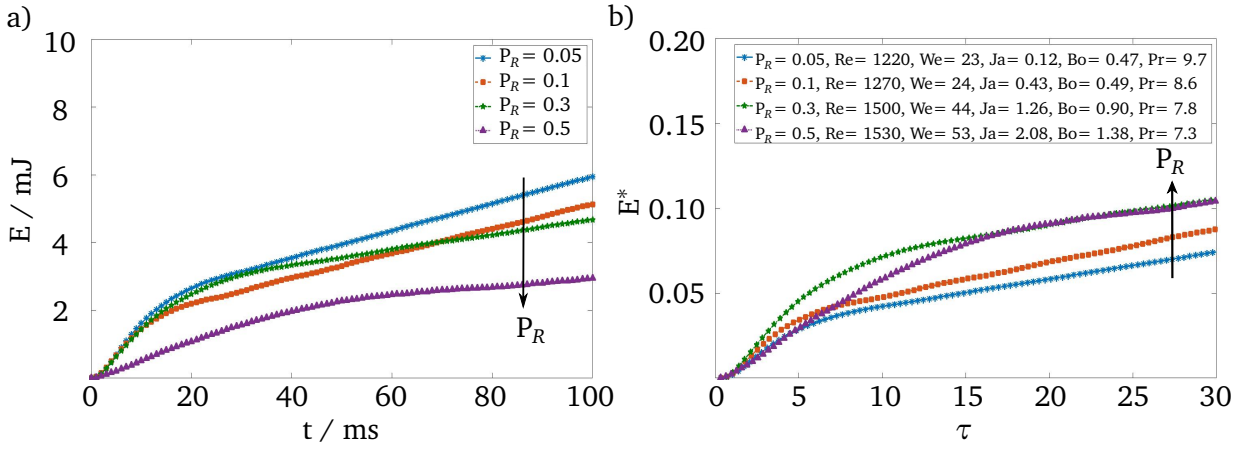 a)
10
8
6
4
2
E / mJ
0
20
40
60
80
100
t / ms
P_R = 0.05
P_R = 0.1
P_R = 0.3
P_R = 0.5
P_R
b)
0.20
0.15
0.10
0.05
E*
0
5
10
15
20
25
30
τ
P_R = 0.05, Re= 1220, We= 23, Ja= 0.12, Bo= 0.47, Pr= 9.7
P_R = 0.1, Re= 1270, We= 24, Ja= 0.43, Bo= 0.49, Pr= 8.6
P_R = 0.3, Re= 1500, We= 44, Ja= 1.26, Bo= 0.90, Pr= 7.8
P_R = 0.5, Re= 1530, We= 53, Ja= 2.08, Bo= 1.38, Pr= 7.3
P_R